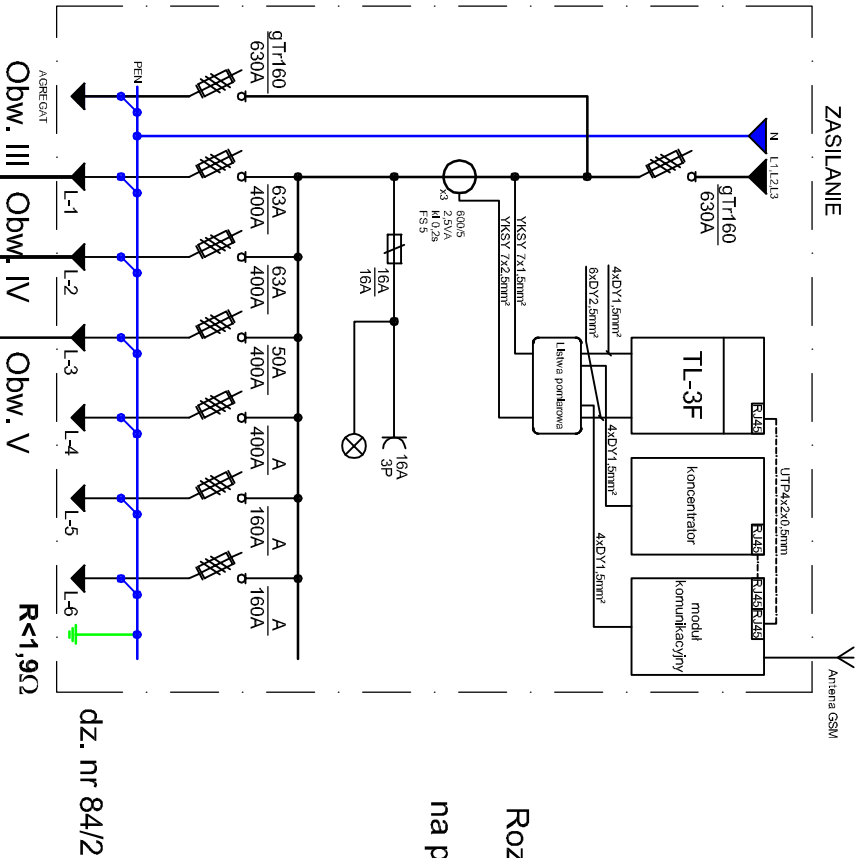 ZASILANIE
N
L1,L2,L3
gTr160
630A
gTr160
630A
PEN
AGREGAT
Obw. III
Obw. IV
Obw. V
L-1
L-2
L-3
L-4
L-5
L-6
63A
400A
63A
400A
50A
400A
A
400A
A
160A
A
160A
x3
600/5
2,5VA
kl 0,2s
FS 5
YKSY 7x1,5mm²
YKSY 7x2,5mm²
16A
16A
16A
3P
Listwa pomiarowa
4xDY1,5mm²
6xDY2,5mm²
4xDY1,5mm²
4xDY1,5mm²
TL-3F
RJ45
UTP4x2x0,5mm
koncentrator
RJ45
moduł
komunikacyjny
RJ45
RJ45
Antena GSM
R<1,9Ω
dz. nr 84/2
Roz
na p